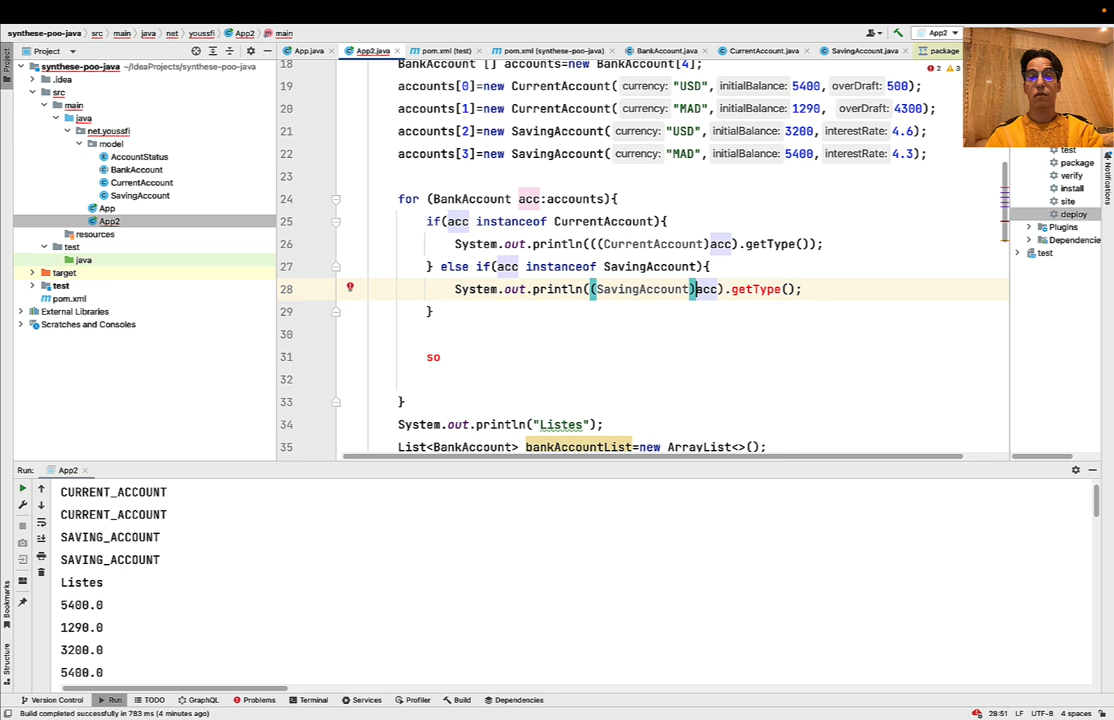 synthese-poo-java > src > main > java > net > youssfi > App2 > main
App2
Project
App.java
App2.java
pom.xml (test)
pom.xml (synthese-poo-java)
BankAccount.java
CurrentAccount.java
SavingAccount.java
package
Project
synthese-poo-java ~/IdeaProjects/synthese-poo-java
.idea
src
main
java
net.youssfi
model
AccountStatus
BankAccount
CurrentAccount
SavingAccount
App
App2
resources
test
java
target
test
pom.xml
External Libraries
Scratches and Consoles
18 BankAccount [] accounts=new BankAccount[4];
19 accounts[0]=new CurrentAccount( currency: "USD", initialBalance: 5400, overDraft: 500);
20 accounts[1]=new CurrentAccount( currency: "MAD", initialBalance: 1290, overDraft: 4300);
21 accounts[2]=new SavingAccount( currency: "USD", initialBalance: 3200, interestRate: 4.6);
22 accounts[3]=new SavingAccount( currency: "MAD", initialBalance: 5400, interestRate: 4.3);
23
24 for (BankAccount acc:accounts){
25 if(acc instanceof CurrentAccount){
26 System.out.println(((CurrentAccount)acc).getType());
27 } else if(acc instanceof SavingAccount){
28 System.out.println((SavingAccount)acc).getType();
29 }
30
31 so
32
33 }
34 System.out.println("Listes");
35 List<BankAccount> bankAccountList=new ArrayList<>();
2 3
test
package
verify
install
site
deploy
Plugins
Dependencie
test
Notifications
Run: App2
CURRENT_ACCOUNT
CURRENT_ACCOUNT
SAVING_ACCOUNT
SAVING_ACCOUNT
Listes
5400.0
1290.0
3200.0
5400.0
Bookmarks
Structure
Version Control
Run
TODO
GraphQL
Problems
Terminal
Services
Profiler
Build
Dependencies
Build completed successfully in 783 ms (4 minutes ago)
28:51 LF UTF-8 4 spaces